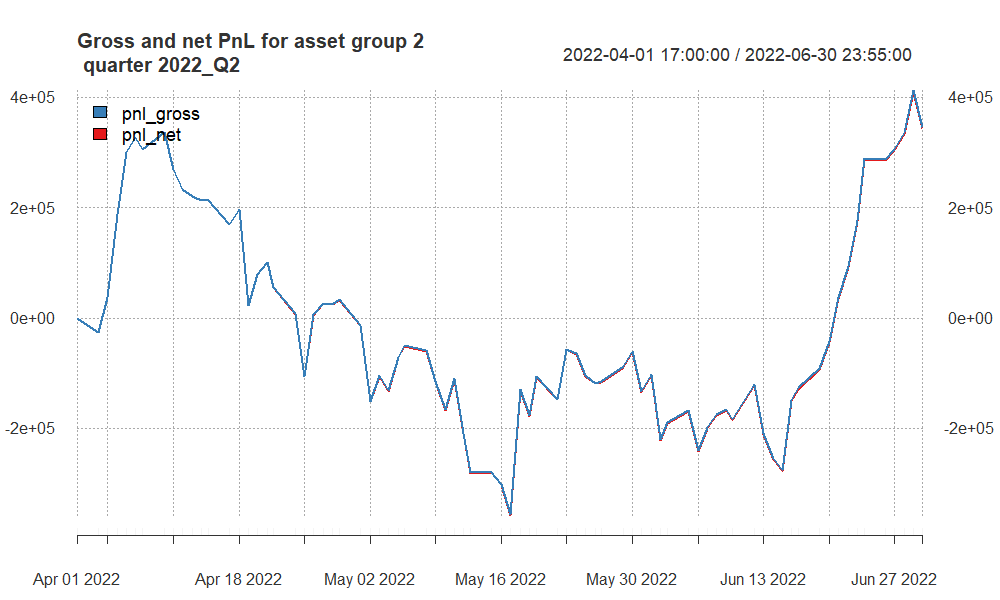 Gross and net PnL for asset group 2
quarter 2022_Q2
2022-04-01 17:00:00 / 2022-06-30 23:55:00
4e+05
4e+05
pnl_gross
pnl_net
2e+05
2e+05
0e+00
0e+00
-2e+05
-2e+05
Apr 01 2022
Apr 18 2022
May 02 2022
May 16 2022
May 30 2022
Jun 13 2022
Jun 27 2022